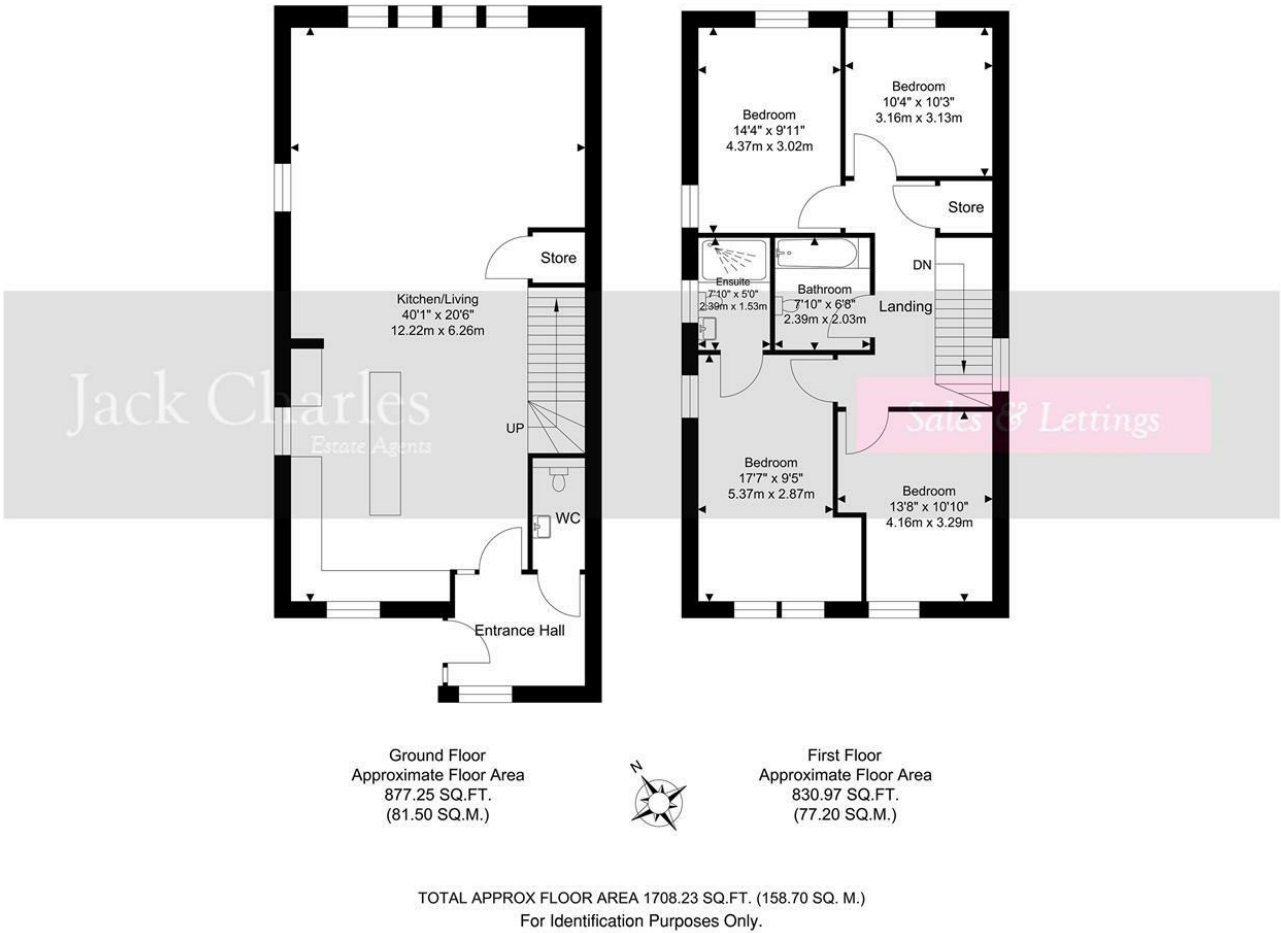 Kitchen/Living
40'1" x 20'6"
12.22m x 6.26m
Store
UP
WC
Entrance Hall
Bedroom
14'4" x 9'11"
4.37m x 3.02m
Bedroom
10'4" x 10'3"
3.16m x 3.13m
Store
DN
Landing
Ensuite
7'10" x 5'0"
2.39m x 1.53m
Bathroom
7'10" x 6'8"
2.39m x 2.03m
Bedroom
17'7" x 9'5"
5.37m x 2.87m
Bedroom
13'8" x 10'10"
4.16m x 3.29m
Jack Charles
Estate Agents
Sales & Lettings
Ground Floor
Approximate Floor Area
877.25 SQ.FT.
(81.50 SQ.M.)
N
First Floor
Approximate Floor Area
830.97 SQ.FT.
(77.20 SQ.M.)
TOTAL APPROX FLOOR AREA 1708.23 SQ.FT. (158.70 SQ. M.)
For Identification Purposes Only.